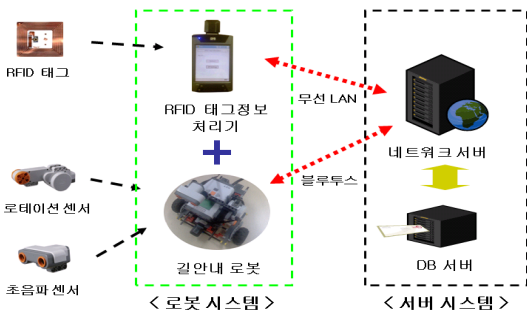 RFID 태그
RFID 태그정보
처리기
무선 LAN
네트워크 서버
로테이션 센서
블루투스
초음파 센서
길안내 로봇
DB 서버
< 로봇 시스템 >
< 서버 시스템 >